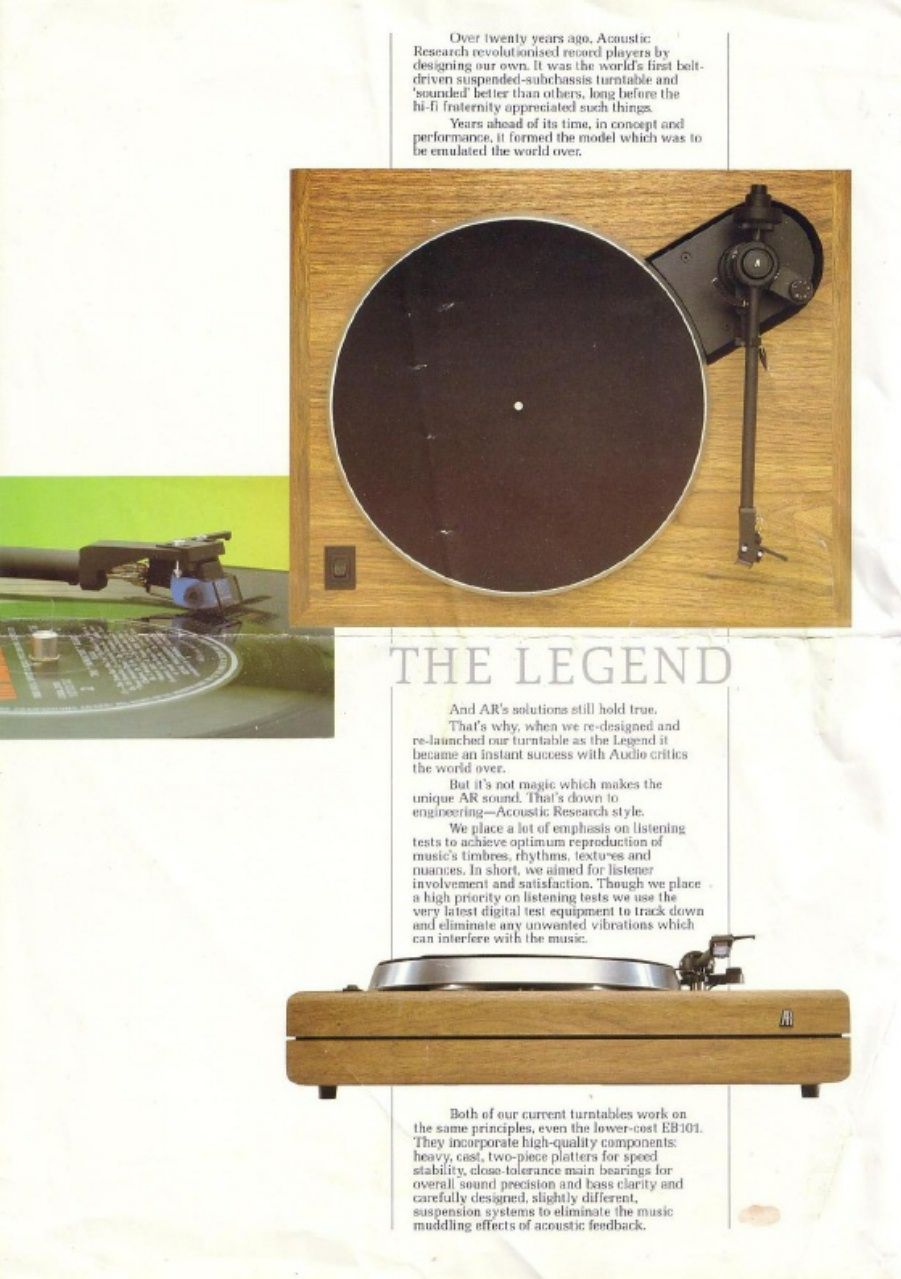 Over twenty years ago, Acoustic
Research revolutionised record players by
designing our own. It was the world's first belt-
driven suspended-subchassis turntable and
'sounded' better than others, long before the
hi-fi fraternity appreciated such things.
Years ahead of its time, in concept and
performance, it formed the model which was to
be emulated the world over.
THE LEGEND
And AR's solutions still hold true.
That's why, when we re-designed and
re-launched our turntable as the Legend it
became an instant success with Audio critics
the world over.
But it's not magic which makes the
unique AR sound. That's down to
engineering—Acoustic Research style.
We place a lot of emphasis on listening
tests to achieve optimum reproduction of
music's timbres, rhythms, textures and
nuances. In short, we aimed for listener
involvement and satisfaction. Though we place
a high priority on listening tests we use the
very latest digital test equipment to track down
and eliminate any unwanted vibrations which
can interfere with the music.
AR
Both of our current turntables work on
the same principles, even the lower-cost EB101.
They incorporate high-quality components:
heavy, cast, two-piece platters for speed
stability, close-tolerance main bearings for
overall sound precision and bass clarity and
carefully designed, slightly different,
suspension systems to eliminate the music
muddling effects of acoustic feedback.